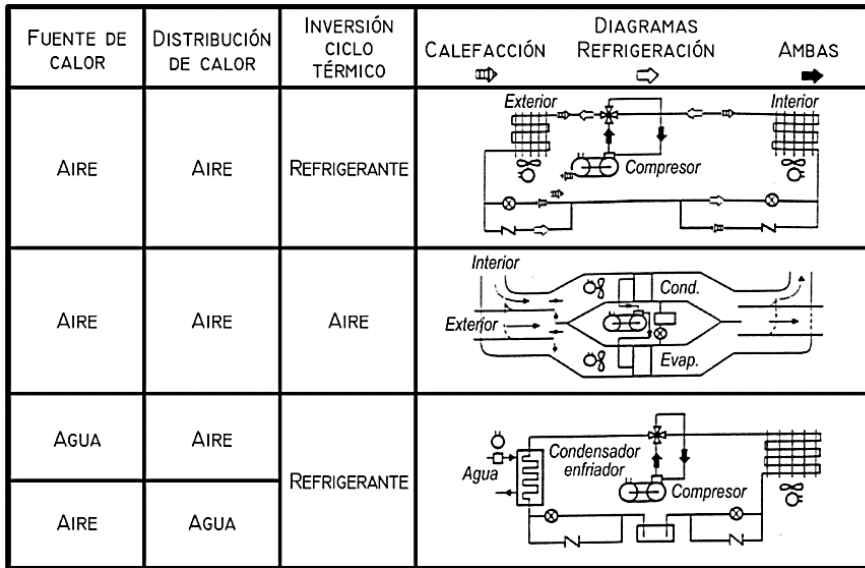 FUENTE DE CALOR
DISTRIBUCIÓN DE CALOR
INVERSIÓN CICLO TÉRMICO
DIAGRAMAS
CALEFACCIÓN REFRIGERACIÓN AMBAS
AIRE AIRE REFRIGERANTE
Exterior Interior
Compresor
AIRE AIRE AIRE
Interior
Cond.
Exterior
Evap.
AGUA AIRE
REFRIGERANTE
AIRE AGUA
Agua
Condensador
enfriador
Compresor